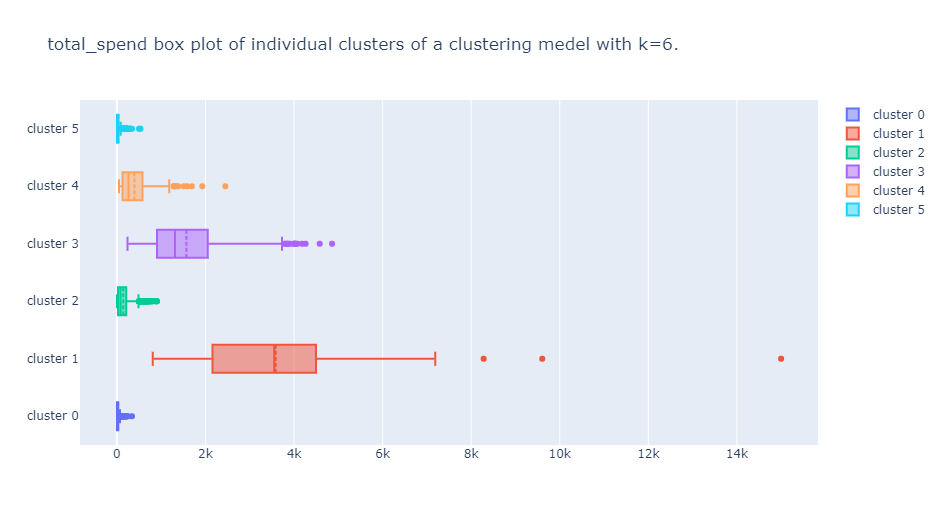 total_spend box plot of individual clusters of a clustering medel with k=6.
cluster 5
cluster 4
cluster 3
cluster 2
cluster 1
cluster 0
0
2k
4k
6k
8k
10k
12k
14k
cluster 0
cluster 1
cluster 2
cluster 3
cluster 4
cluster 5